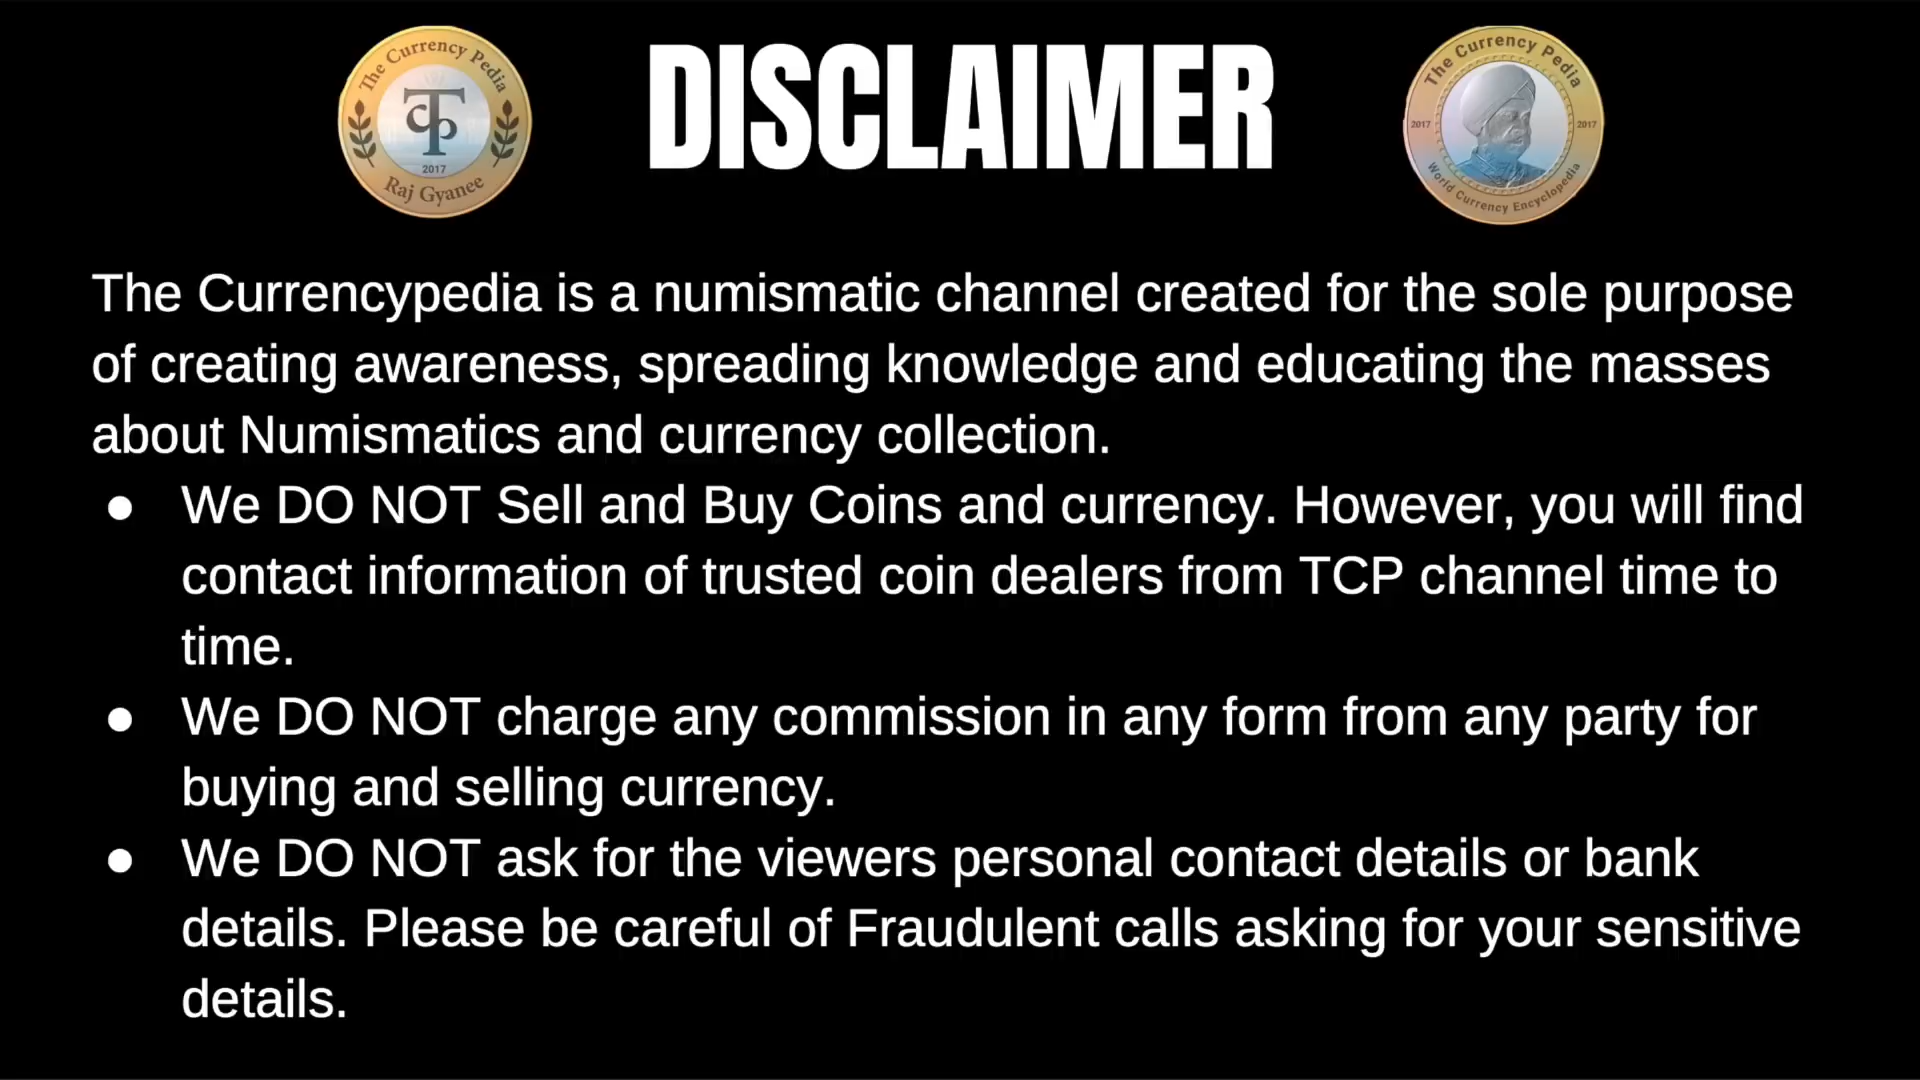 The Currency Pedia
TCP
2017
Raj Gyanee
DISCLAIMER
The Currency Pedia
2017
2017
World Currency Encyclopedia
The Currencypedia is a numismatic channel created for the sole purpose
of creating awareness, spreading knowledge and educating the masses
about Numismatics and currency collection.
● We DO NOT Sell and Buy Coins and currency. However, you will find
contact information of trusted coin dealers from TCP channel time to
time.
● We DO NOT charge any commission in any form from any party for
buying and selling currency.
● We DO NOT ask for the viewers personal contact details or bank
details. Please be careful of Fraudulent calls asking for your sensitive
details.